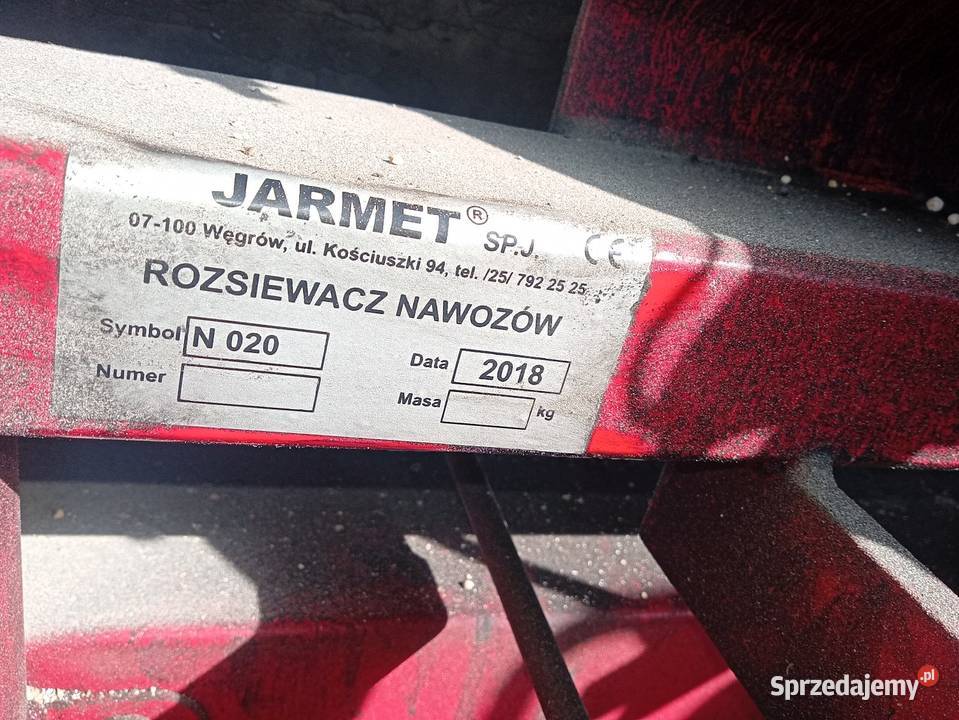 JARMET® SP.J. CE
07-100 Węgrów, ul. Kościuszki 94, tel. /25/ 792 25 25
ROZSIEWACZ NAWOZÓW
Symbol N 020
Data 2018
Numer
Masa kg
Sprzedajemy.pl